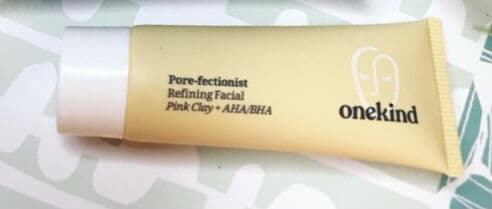 Pore-fectionist
Refining Facial
Pink Clay + AHA/BHA
onekind